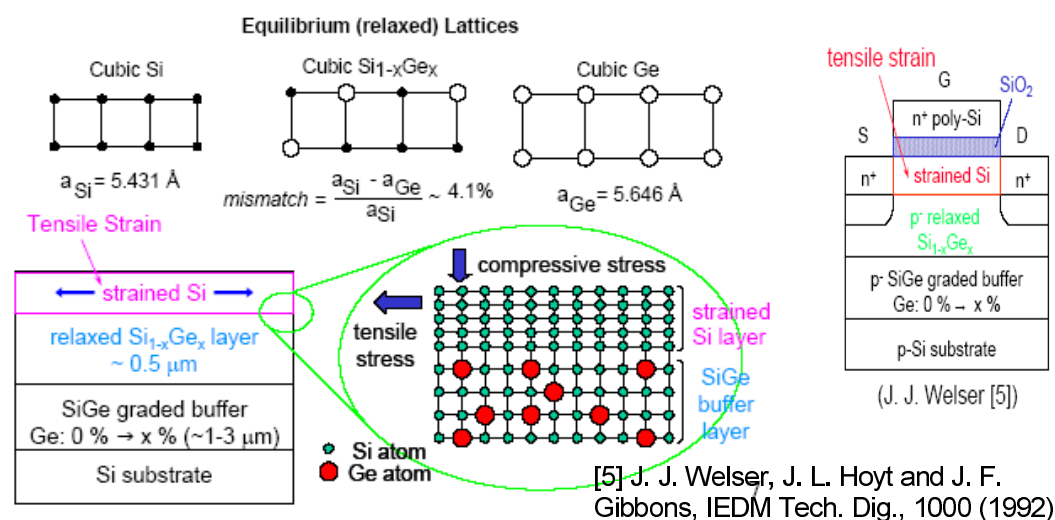 Equilibrium (relaxed) Lattices
Cubic Si
Cubic Si1-xGex
Cubic Ge
aSi= 5.431 Å
mismatch = aSi - aGe / aSi ~ 4.1%
aGe= 5.646 Å
Tensile Strain
strained Si
relaxed Si1-xGex layer
~ 0.5 μm
SiGe graded buffer
Ge: 0 % → x % (~1-3 μm)
Si substrate
compressive stress
tensile
stress
strained
Si layer
SiGe
buffer
layer
Si atom
Ge atom
tensile strain
G
SiO2
n+ poly-Si
S
D
n+
strained Si
n+
p- relaxed
Si1-xGex
p- SiGe graded buffer
Ge: 0 % → x %
p-Si substrate
(J. J. Welser [5])
[5] J. J. Welser, J. L. Hoyt and J. F.
Gibbons, IEDM Tech. Dig., 1000 (1992)